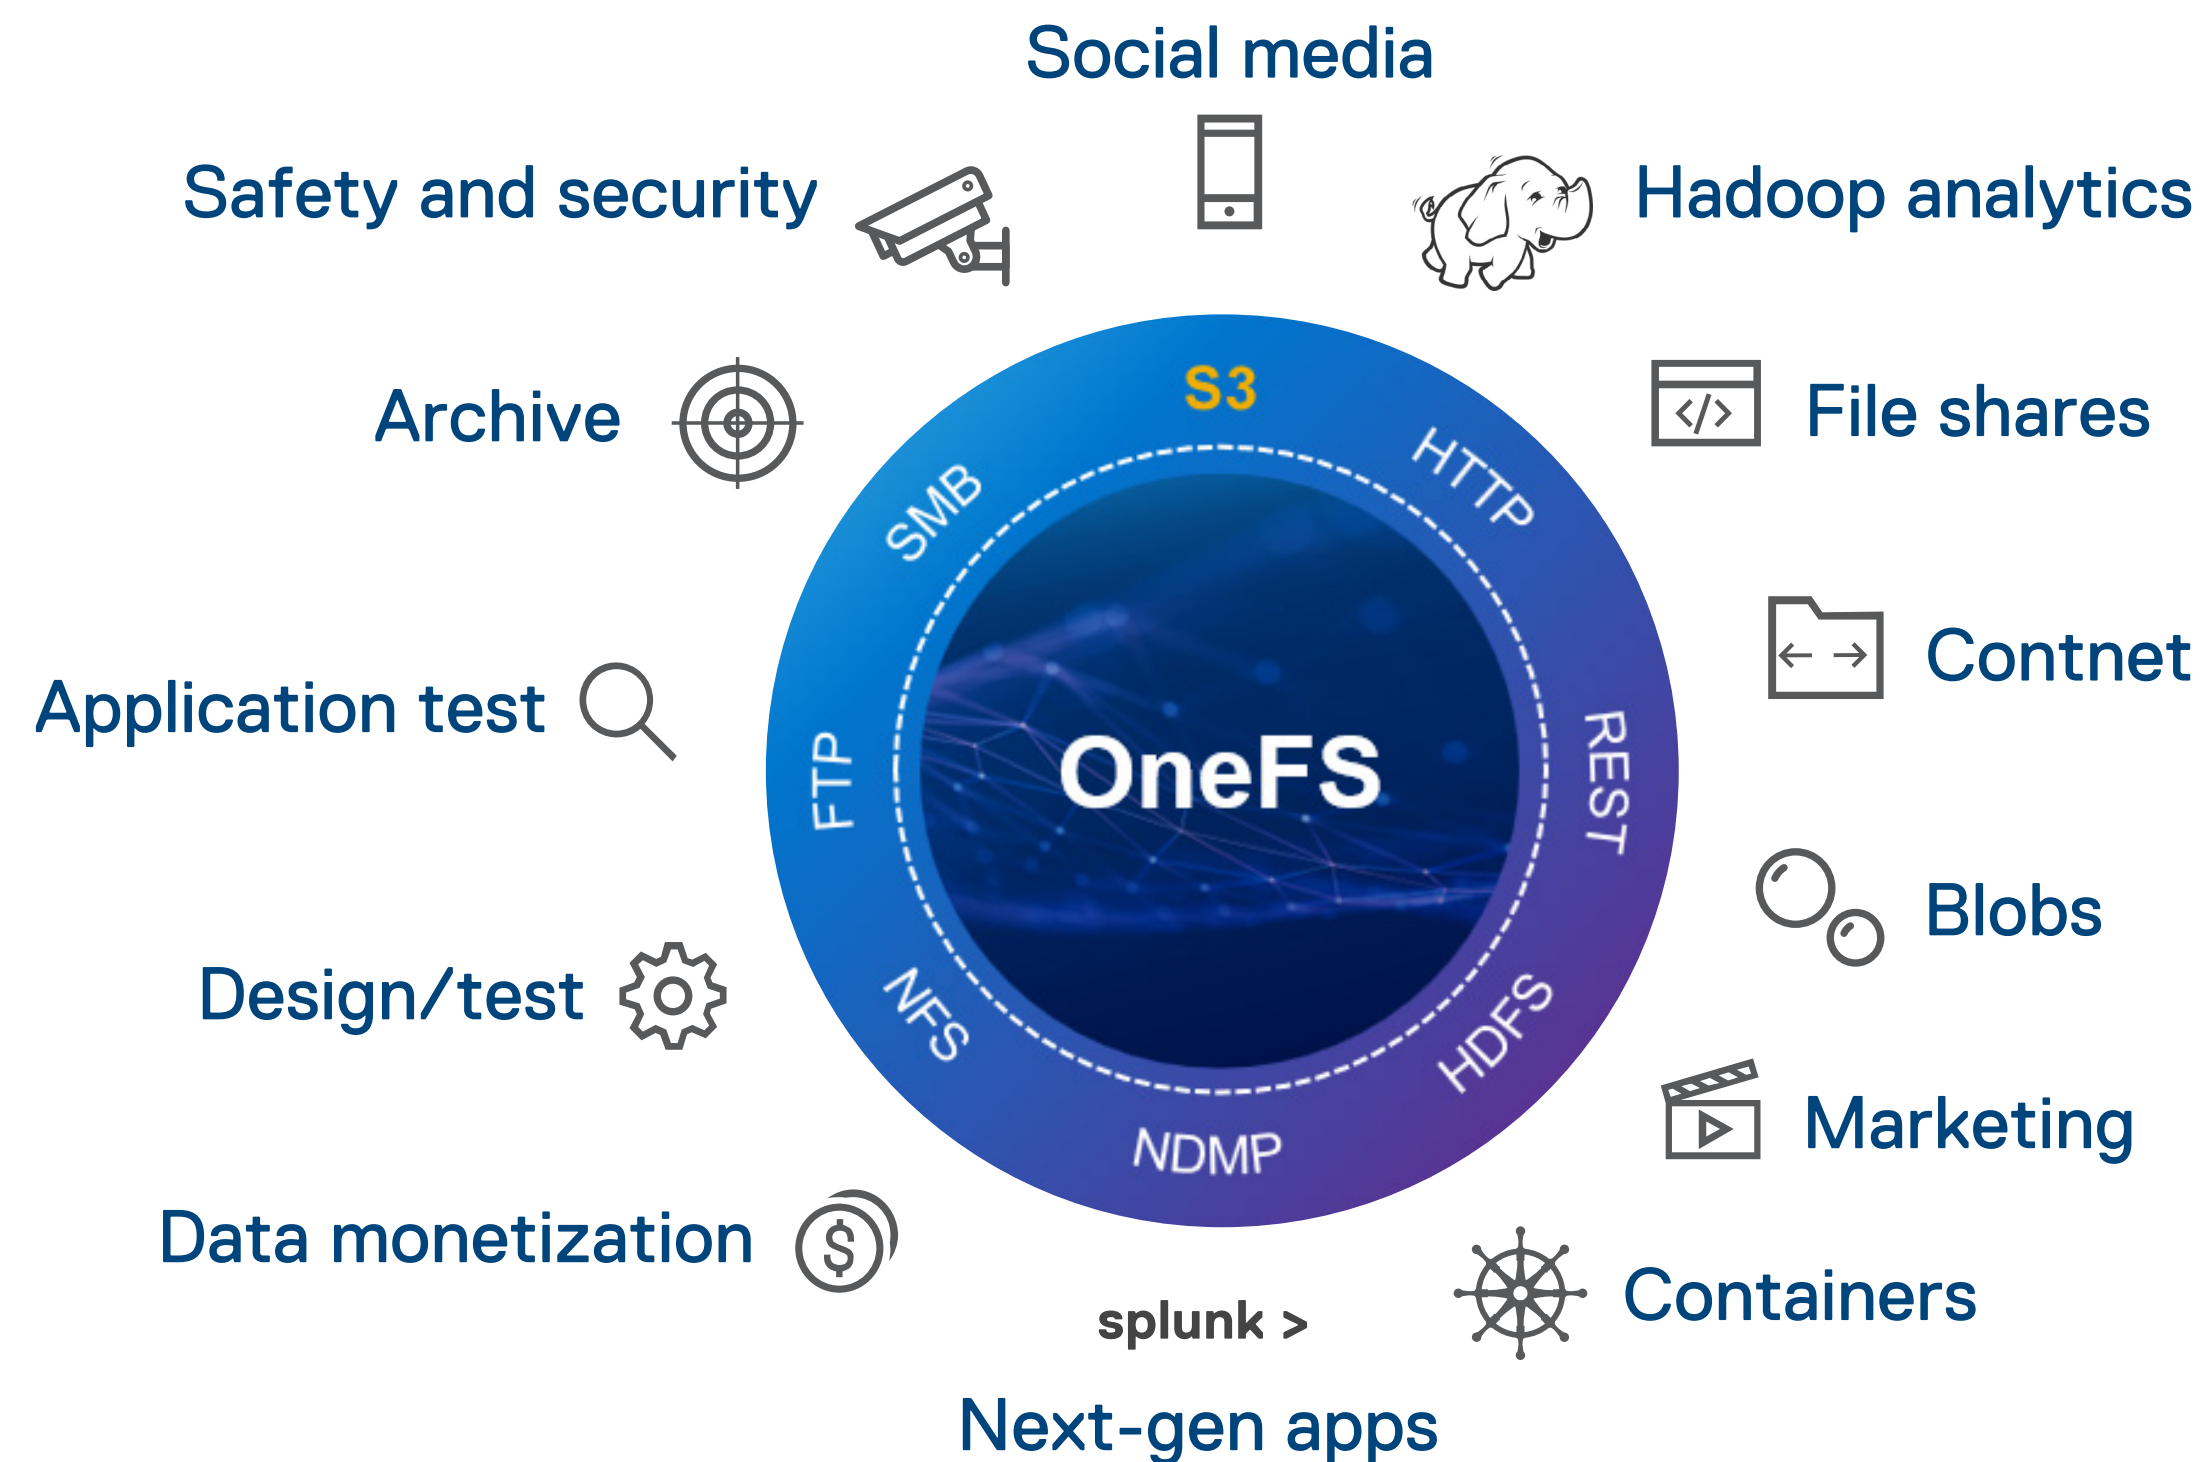 Social media
Safety and security
Hadoop analytics
Archive
File shares
S3
HTTP
SMB
Contnet
Application test
OneFS
FTP
REST
Blobs
Design/test
NFS
HDFS
Marketing
NDMP
Data monetization
Containers
splunk >
Next-gen apps